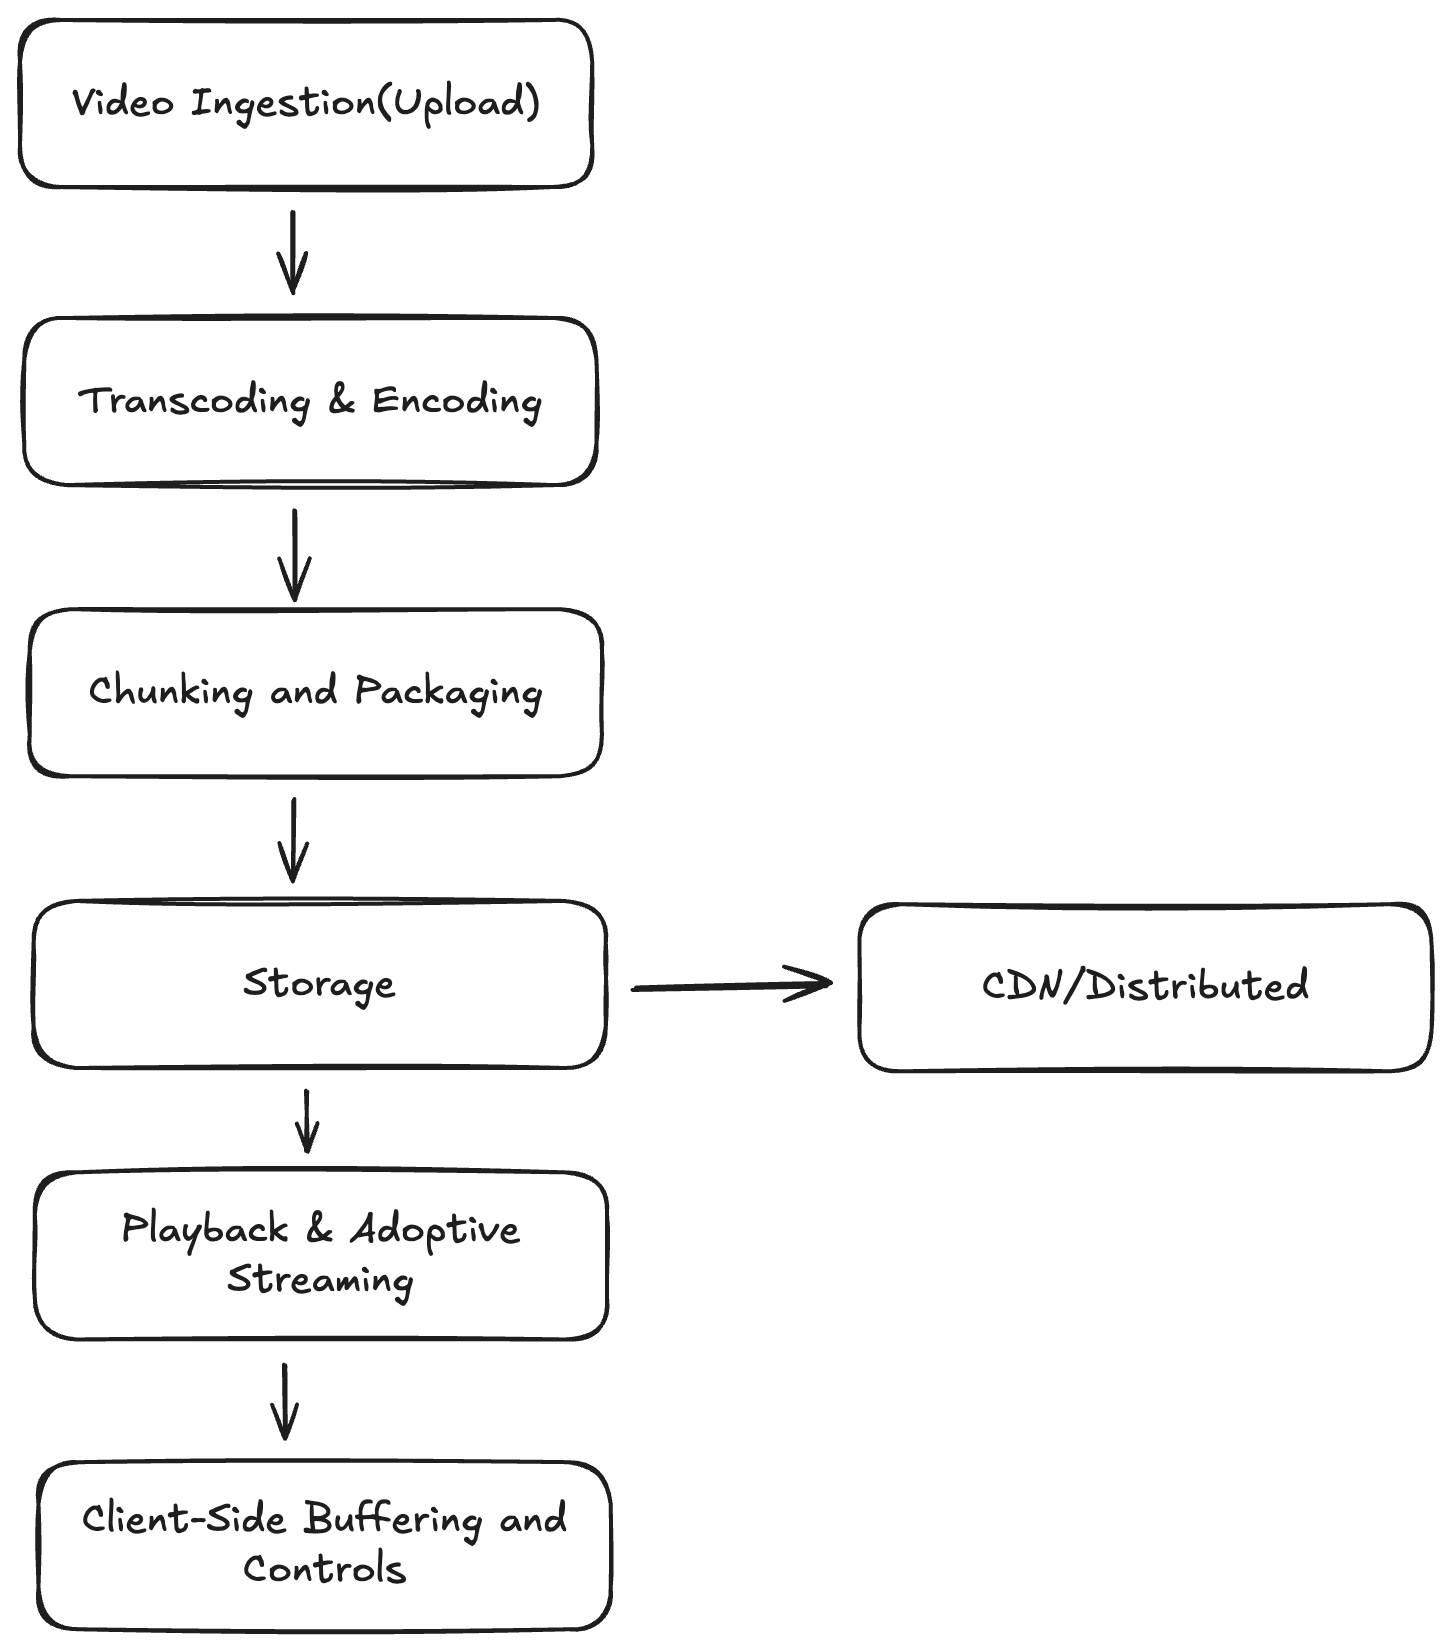 Video Ingestion(Upload)
Transcoding & Encoding
Chunking and Packaging
Storage
CDN/Distributed
Playback & Adoptive
Streaming
Client-Side Buffering and
Controls